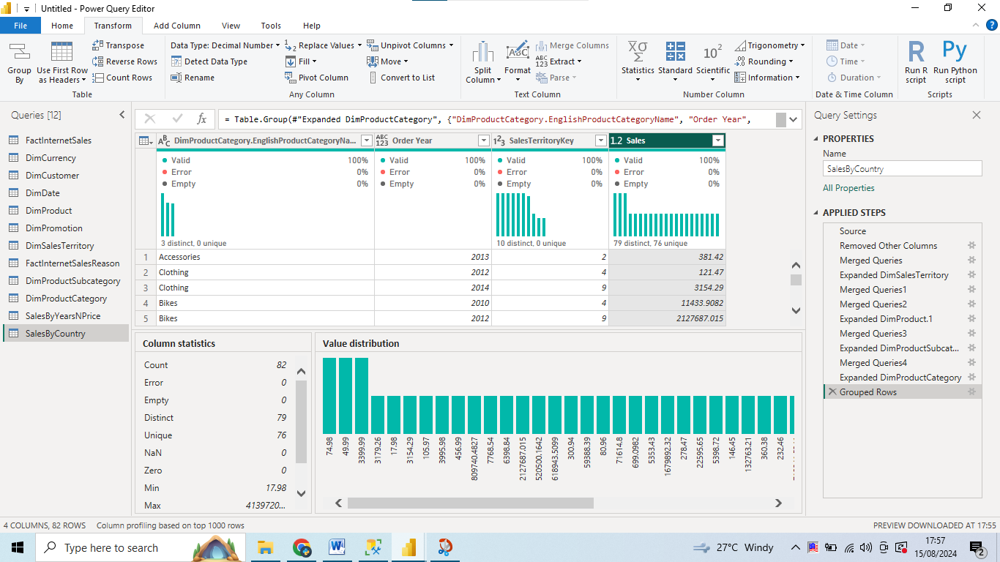 Untitled - Power Query Editor
File
Home
Transform
Add Column
View
Tools
Help
Group By
Use First Row as Headers
Transpose
Reverse Rows
Count Rows
Table
Data Type: Decimal Number
Detect Data Type
Rename
Replace Values
Fill
Pivot Column
Unpivot Columns
Move
Convert to List
Any Column
Split Column
Format
Merge Columns
Extract
Parse
Text Column
Statistics
Standard
Scientific
Trigonometry
Rounding
Information
Number Column
Date
Time
Duration
Date & Time Column
Run R script
Run Python script
Scripts
Queries [12]
FactInternetSales
DimCurrency
DimCustomer
DimDate
DimProduct
DimPromotion
DimSalesTerritory
FactInternetSalesReason
DimProductSubcategory
DimProductCategory
SalesByYearsNPrice
SalesByCountry
= Table.Group(#"Expanded DimProductCategory", {"DimProductCategory.EnglishProductCategoryName", "Order Year",
DimProductCategory.EnglishProductCategoryNa...
Order Year
SalesTerritoryKey
1.2 Sales
Valid 100%
Error 0%
Empty 0%
3 distinct, 0 unique
Valid 100%
Error 0%
Empty 0%
Valid 100%
Error 0%
Empty 0%
10 distinct, 0 unique
Valid 100%
Error 0%
Empty 0%
79 distinct, 76 unique
1 Accessories 2013 2 381.42
2 Clothing 2012 4 121.47
3 Clothing 2014 9 3154.29
4 Bikes 2010 4 11433.9082
5 Bikes 2012 9 2127687.015
Column statistics
Count 82
Error 0
Empty 0
Distinct 79
Unique 76
NaN 0
Zero 0
Min 17.98
Max 4139720...
Value distribution
74.98
49.99
3399.99
3179.26
17.98
3154.29
105.97
3995.98
456.99
809740.4827
7768.54
6398.84
2127687.015
520500.1642
618943.5099
300.94
59388.39
80.96
71614.8
699.0982
5353.43
1679892.32
278.47
22595.65
5398.72
146.45
132763.21
360.38
232.46
Query Settings
PROPERTIES
Name
SalesByCountry
All Properties
APPLIED STEPS
Source
Removed Other Columns
Merged Queries
Expanded DimSalesTerritory
Merged Queries1
Merged Queries2
Expanded DimProduct.1
Merged Queries3
Expanded DimProductSubcat...
Merged Queries4
Expanded DimProductCategory
Grouped Rows
4 COLUMNS, 82 ROWS
Column profiling based on top 1000 rows
PREVIEW DOWNLOADED AT 17:55
Type here to search
27°C Windy
17:57
15/08/2024
2